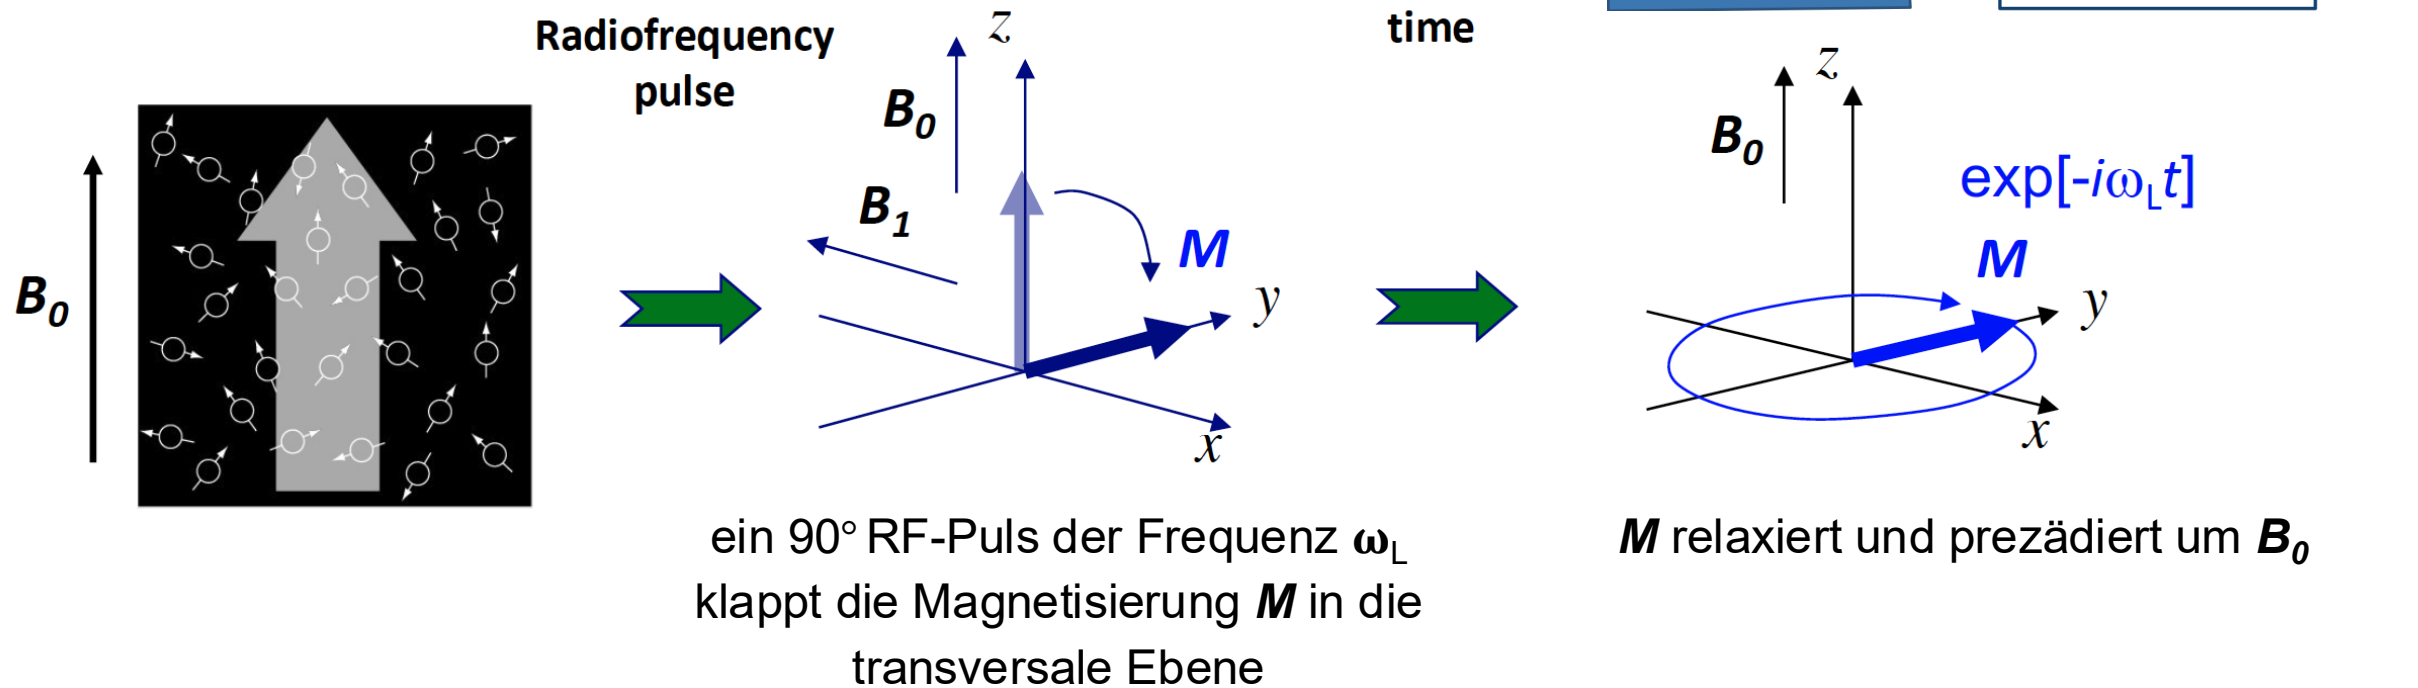 Radiofrequency
pulse
time
B0
z
B0
B1
M
y
x
z
B0
exp[-iωLt]
M
y
x
ein 90° RF-Puls der Frequenz ωL
klappt die Magnetisierung M in die
transversale Ebene
M relaxiert und prezädiert um B0